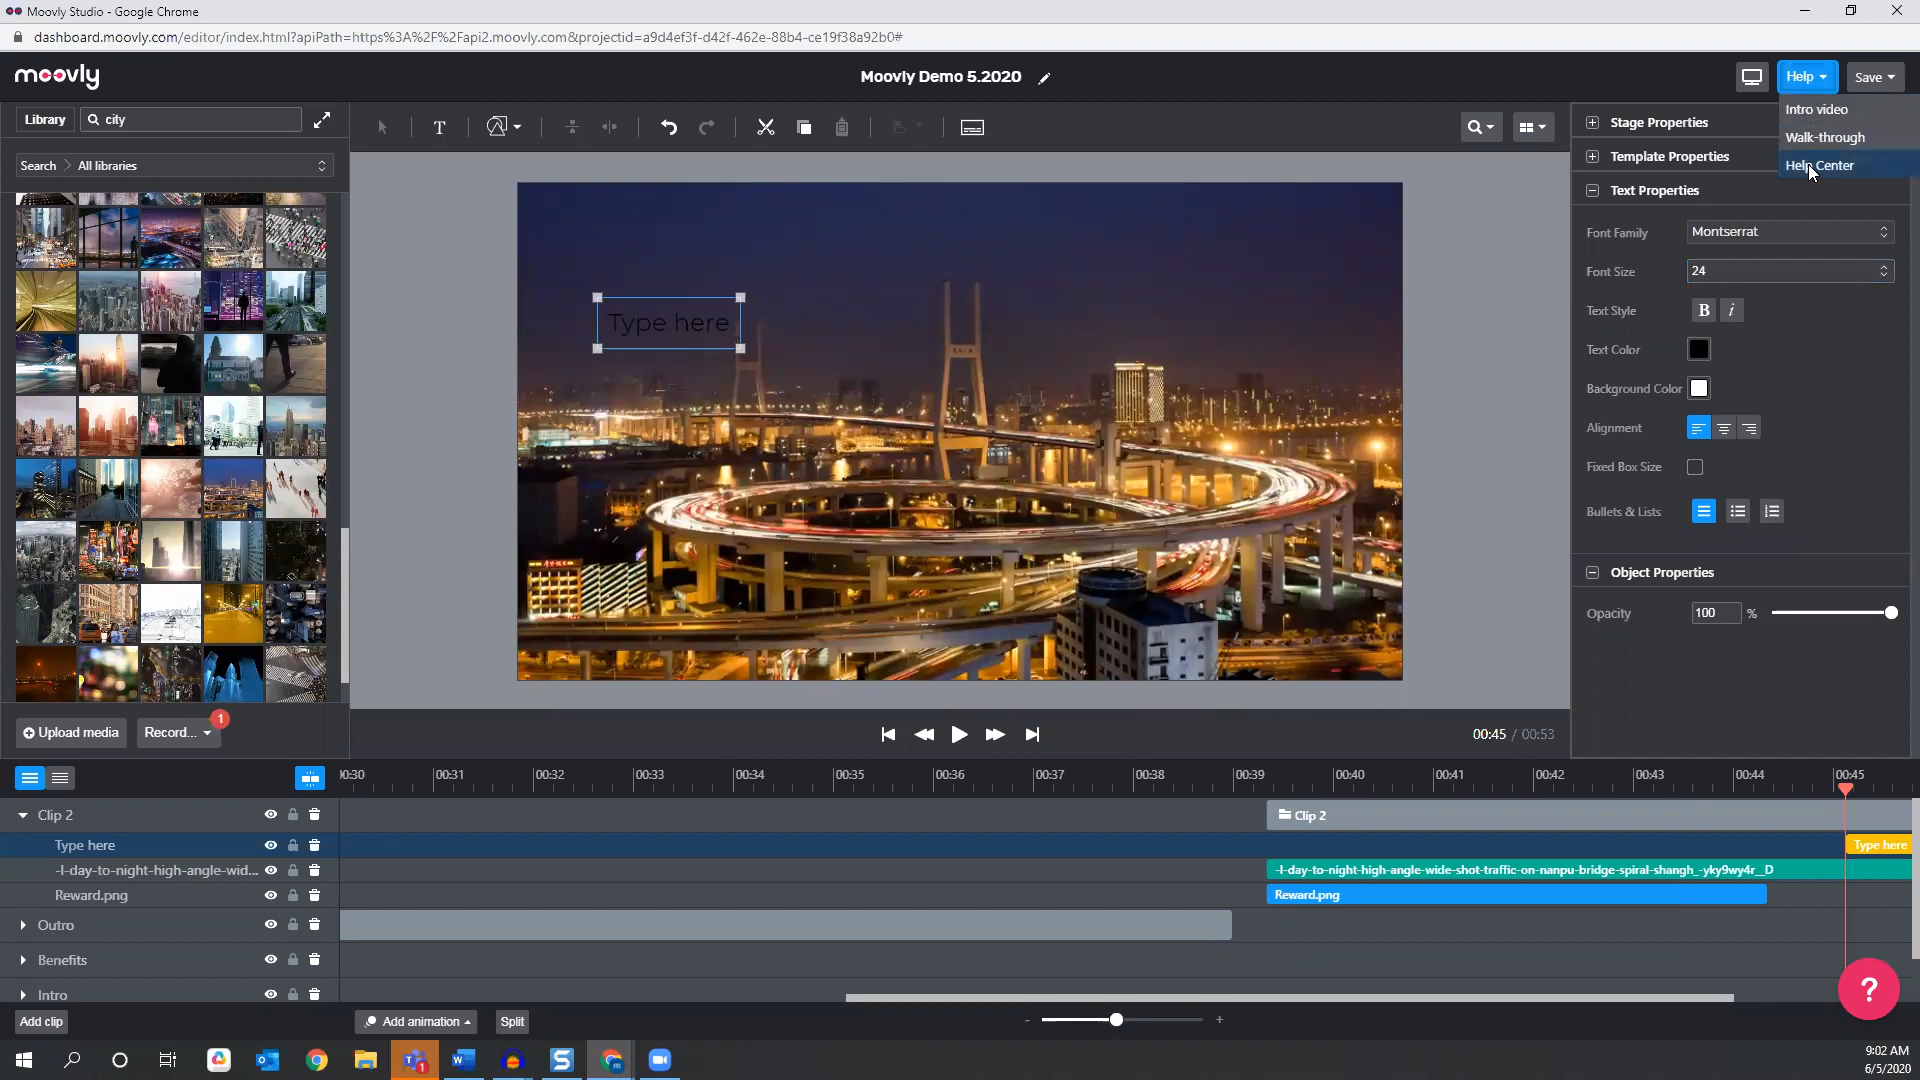 Moovly Studio - Google Chrome
dashboard.moovly.com/editor/index.html?apiPath=https%3A%2F%2Fapi2.moovly.com&projectid=a9d4ef3f-d42f-462e-88b4-ce19f38a92b0#
moovly
Moovly Demo 5.2020
Help
Save
Intro video
Walk-through
Help Center
Library
city
T
Search
All libraries
Stage Properties
Template Properties
Text Properties
Font Family
Montserrat
Font Size
24
Text Style
B
i
Text Color
Background Color
Alignment
Fixed Box Size
Bullets & Lists
Object Properties
Opacity
100
%
Type here
Upload media
Record...
1
00:45 / 00:53
00:31
00:32
00:33
00:34
00:35
00:36
00:37
00:38
00:39
00:40
00:41
00:42
00:43
00:44
00:45
Clip 2
Clip 2
Type here
Type here
-I-day-to-night-high-angle-wid...
-I-day-to-night-high-angle-wide-shot-traffic-on-nanpu-bridge-spiral-shangh_-yky9wy4r__D
Reward.png
Reward.png
Outro
Benefits
Intro
?
Add clip
Add animation
Split
-
+
9:02 AM
6/5/2020